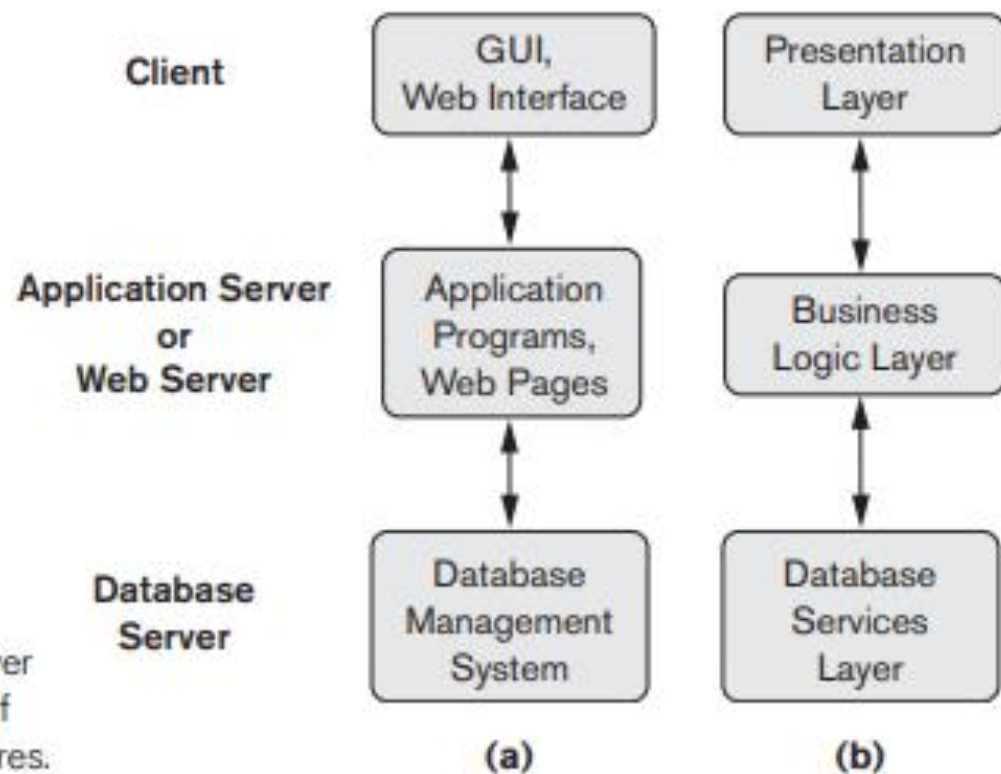 Client
GUI,
Web Interface
Presentation
Layer
Application Server
or
Web Server
Application
Programs,
Web Pages
Business
Logic Layer
Database
Server
Database
Management
System
Database
Services
Layer
(a)
(b)